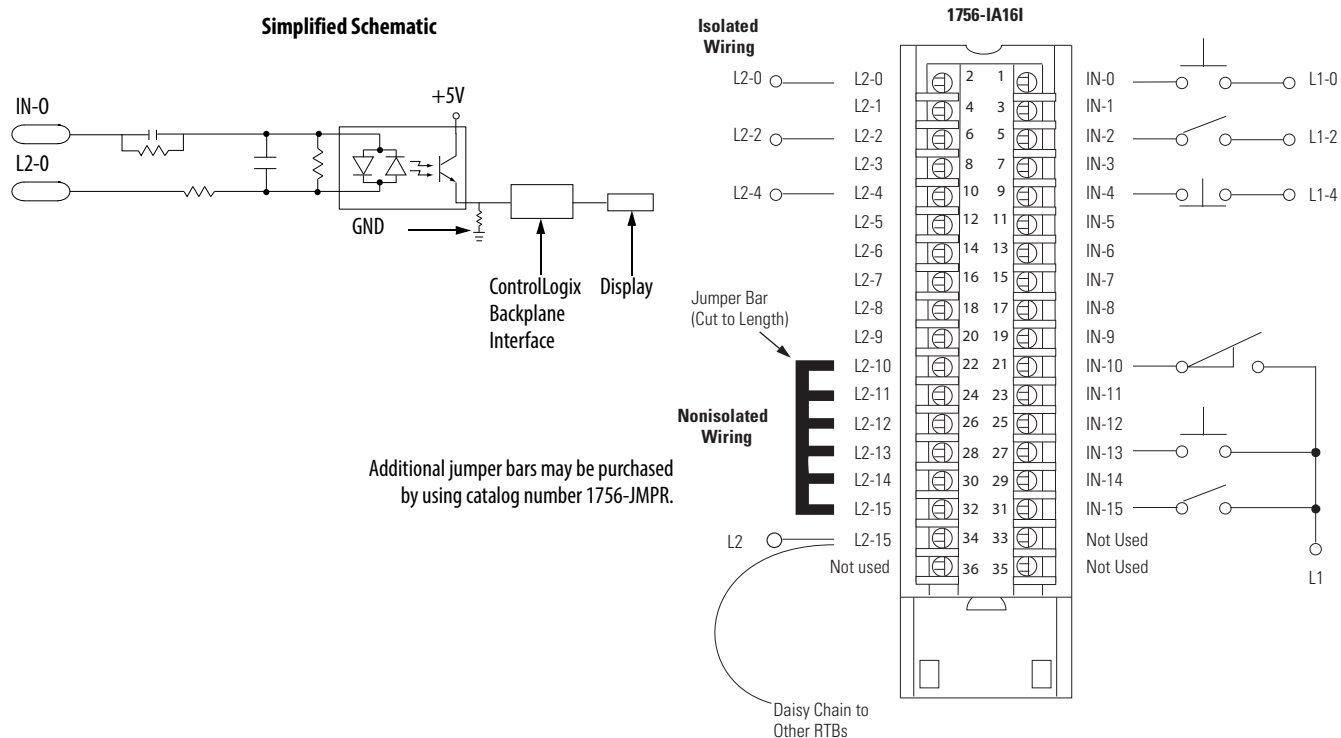 Simplified Schematic
IN-0
L2-0
+5V
GND
ControlLogix
Backplane
Interface
Display
Additional jumper bars may be purchased
by using catalog number 1756-JMPR.
1756-IA16I
Isolated
Wiring
L2-0 L2-0 2 1 IN-0 L1-0
L2-1 4 3 IN-1
L2-2 L2-2 6 5 IN-2 L1-2
L2-3 8 7 IN-3
L2-4 L2-4 10 9 IN-4 L1-4
L2-5 12 11 IN-5
L2-6 14 13 IN-6
L2-7 16 15 IN-7
L2-8 18 17 IN-8
L2-9 20 19 IN-9
Jumper Bar
(Cut to Length)
L2-10 22 21 IN-10
L2-11 24 23 IN-11
L2-12 26 25 IN-12
L2-13 28 27 IN-13
L2-14 30 29 IN-14
L2-15 32 31 IN-15
Nonisolated
Wiring
L2 L2-15 34 33 Not Used
Not used 36 35 Not Used
L1
Daisy Chain to
Other RTBs